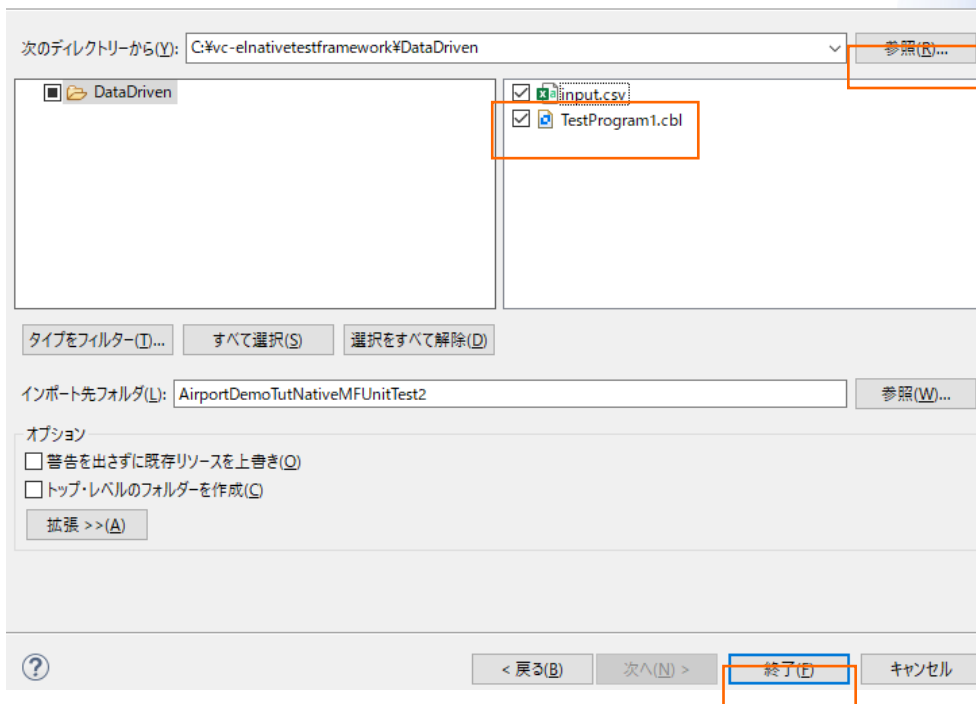 次のディレクトリーから(Y): C:¥vc-elnativetestframework¥DataDriven 参照(R)...
DataDriven
input.csv
TestProgram1.cbl
タイプをフィルター(T)... すべて選択(S) 選択をすべて解除(D)
インポート先フォルダ(L): AirportDemoTutNativeMFUnitTest2 参照(W)...
オプション
警告を出さずに既存リソースを上書き(O)
トップ・レベルのフォルダーを作成(C)
拡張 >>(A)
< 戻る(B) 次へ(N) > 終了(F) キャンセル